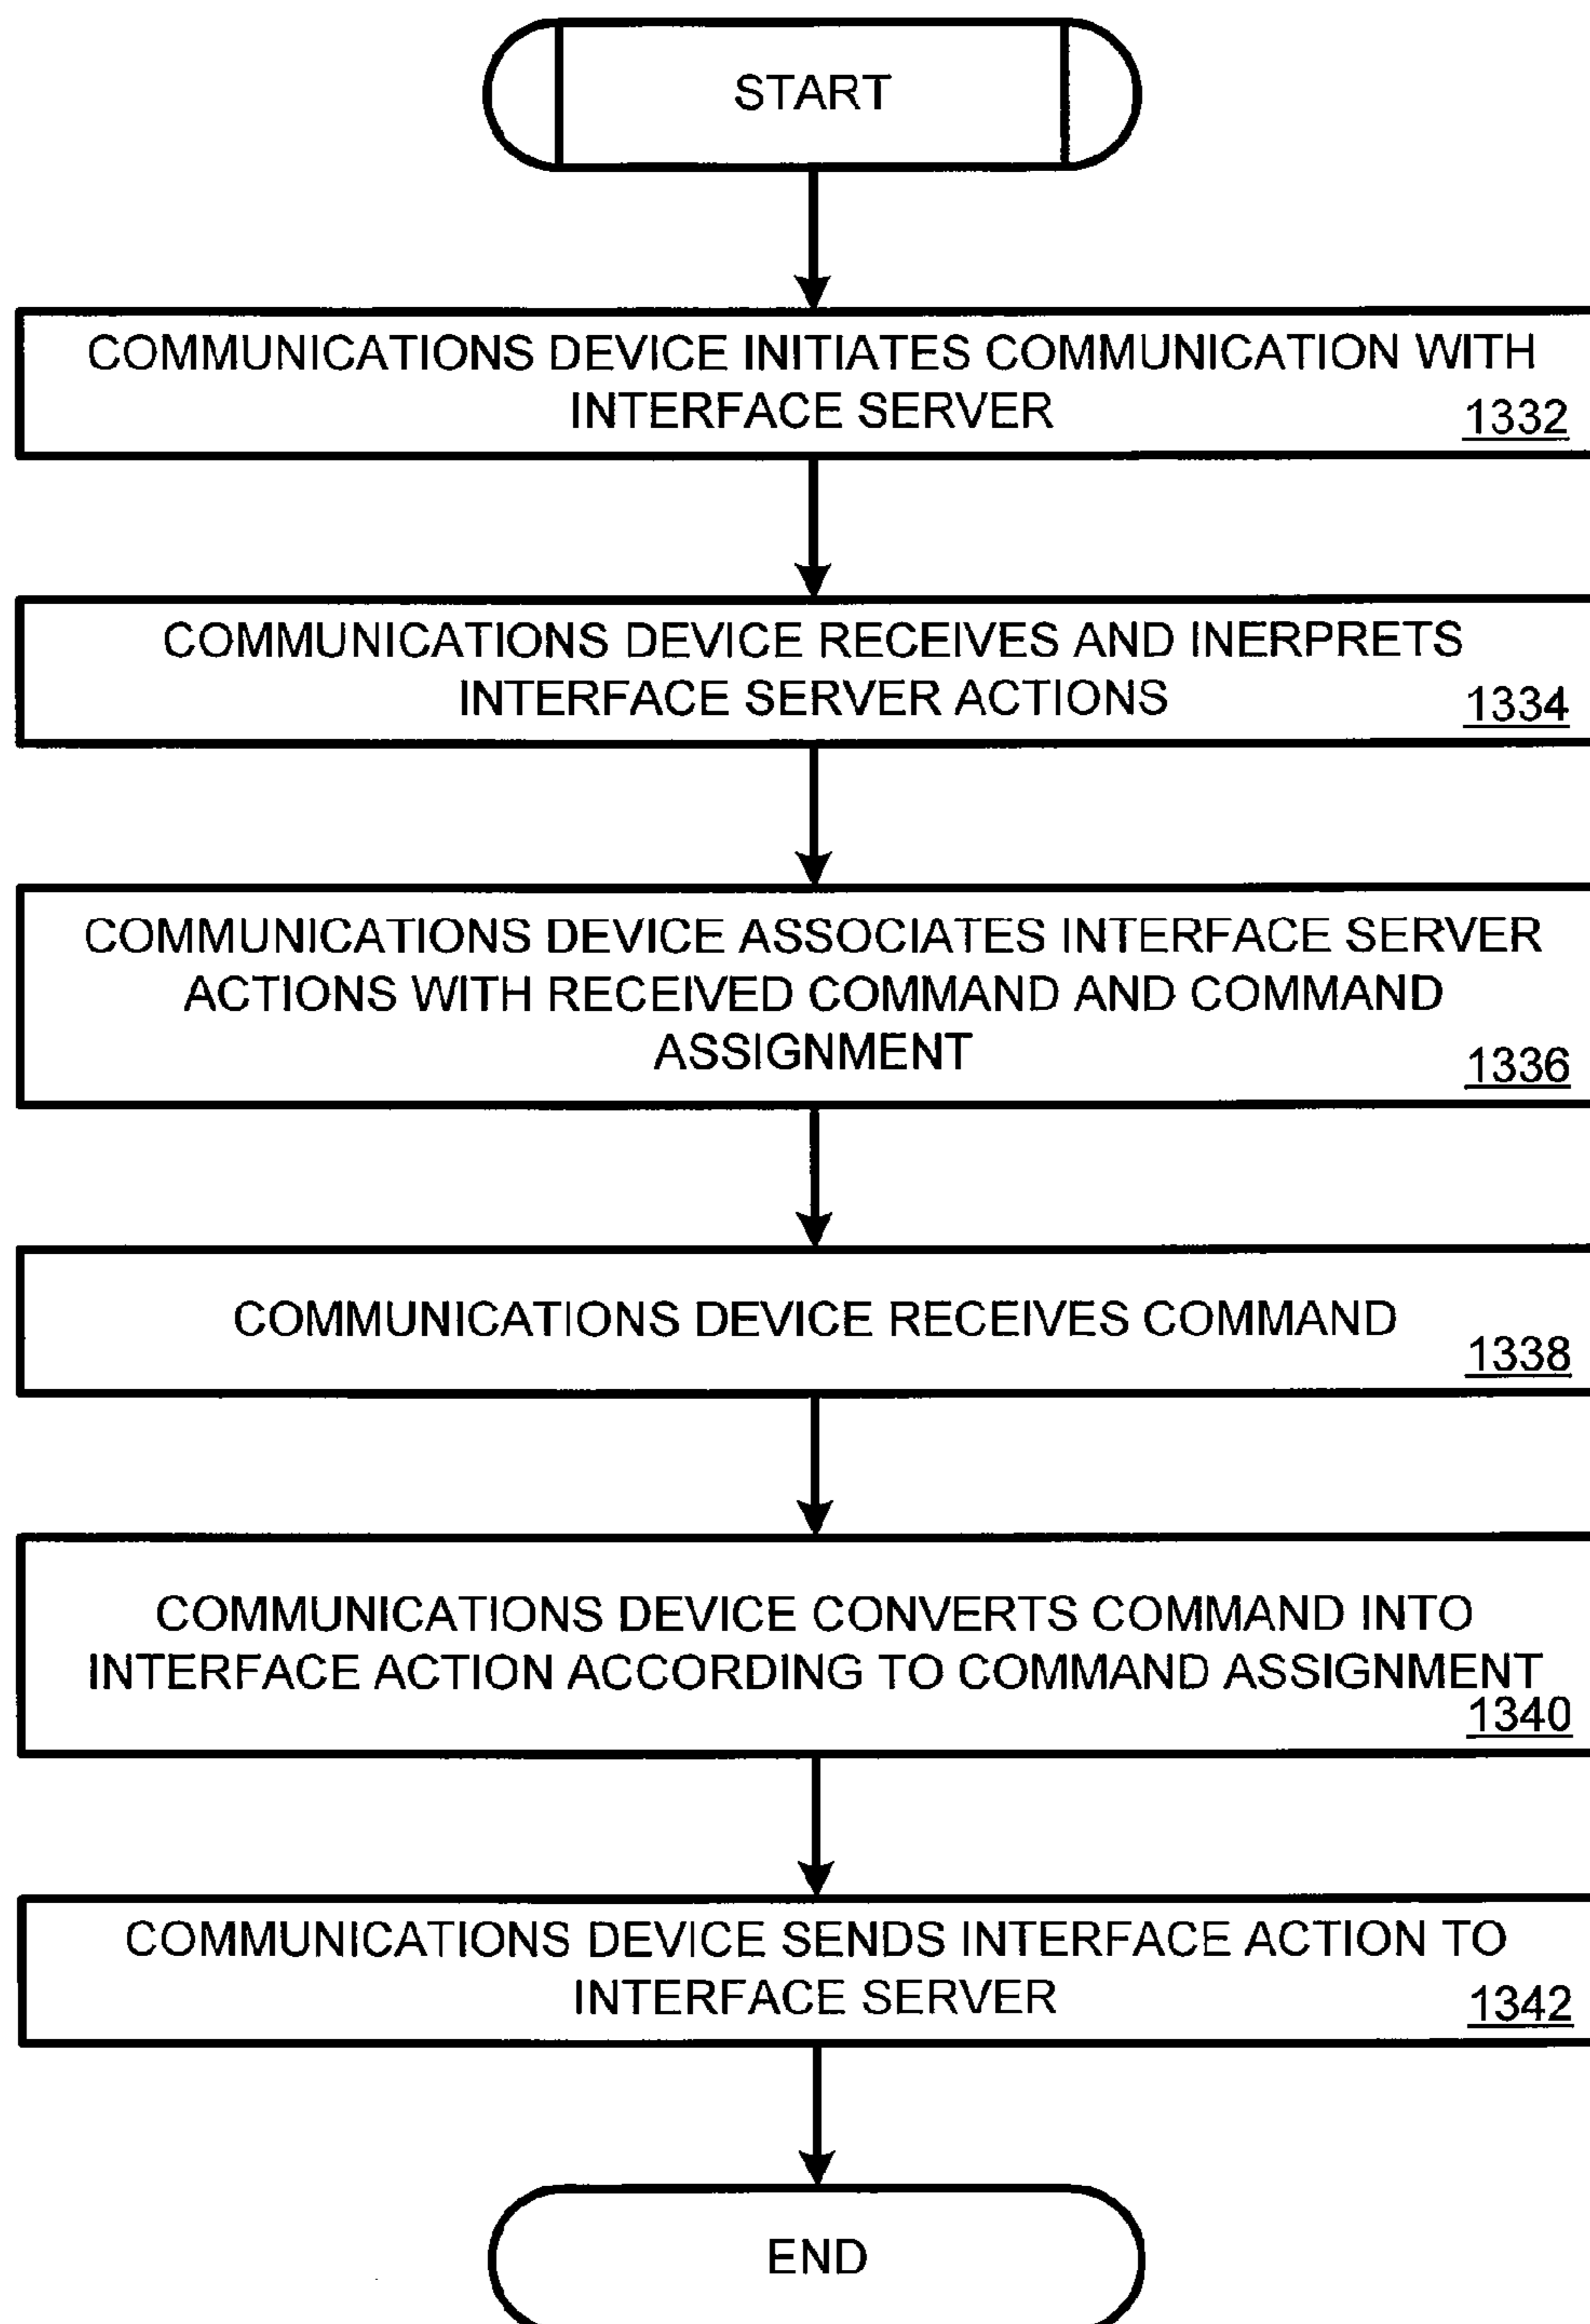 START
COMMUNICATIONS DEVICE INITIATES COMMUNICATION WITH
INTERFACE SERVER
1332
COMMUNICATIONS DEVICE RECEIVES AND INERPRETS
INTERFACE SERVER ACTIONS
1334
COMMUNICATIONS DEVICE ASSOCIATES INTERFACE SERVER
ACTIONS WITH RECEIVED COMMAND AND COMMAND
ASSIGNMENT
1336
COMMUNICATIONS DEVICE RECEIVES COMMAND
1338
COMMUNICATIONS DEVICE CONVERTS COMMAND INTO
INTERFACE ACTION ACCORDING TO COMMAND ASSIGNMENT
1340
COMMUNICATIONS DEVICE SENDS INTERFACE ACTION TO
INTERFACE SERVER
1342
END